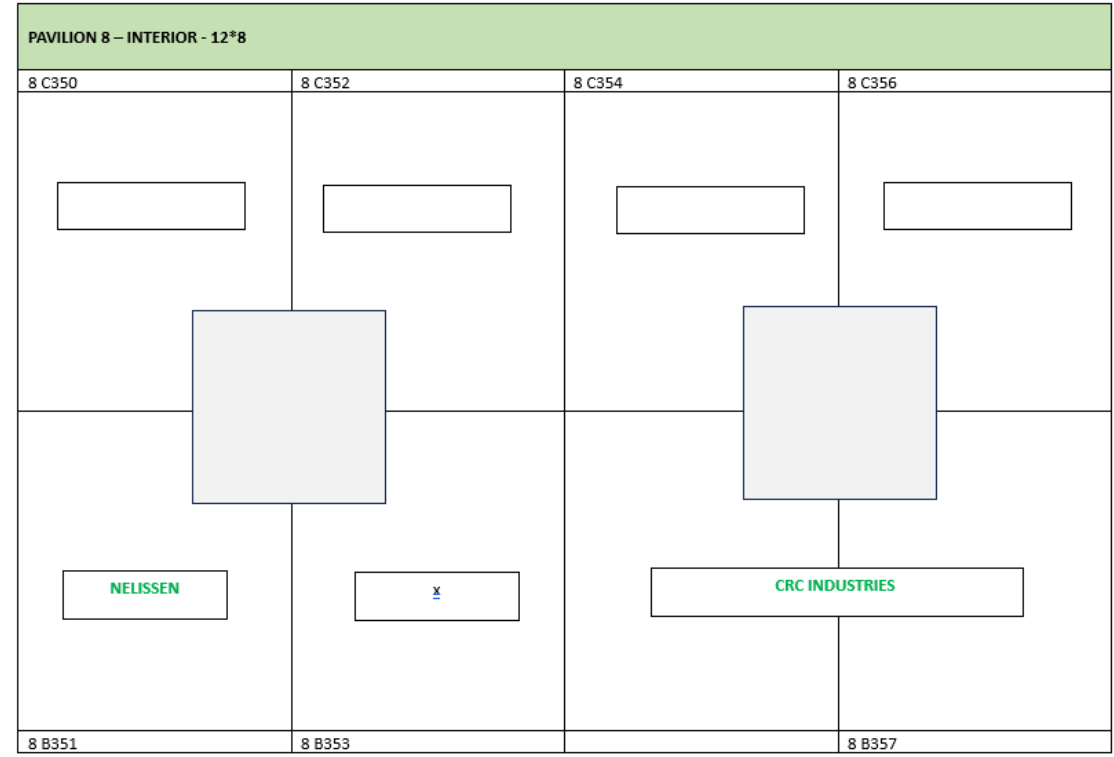 PAVILION 8 – INTERIOR - 12*8
8 C350
8 C352
8 C354
8 C356
NELISSEN
x
CRC INDUSTRIES
8 B351
8 B353
8 B357